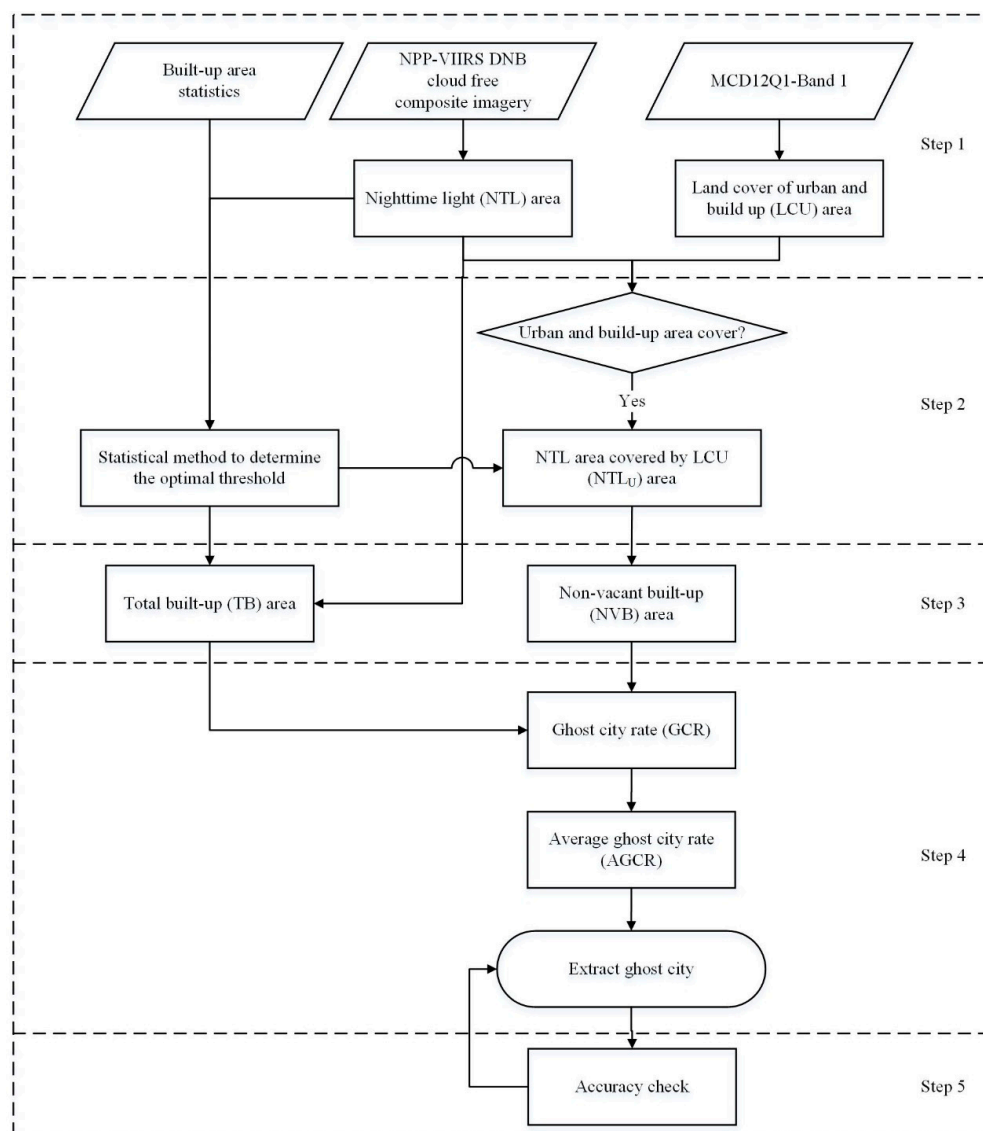 Built-up area
statistics
NPP-VIIRS DNB
cloud free
composite imagery
MCD12Q1-Band 1
Step 1
Nighttime light (NTL) area
Land cover of urban and
build up (LCU) area
Urban and build-up area cover?
Yes
Step 2
Statistical method to determine
the optimal threshold
NTL area covered by LCU
(NTLU) area
Total built-up (TB) area
Non-vacant built-up
(NVB) area
Step 3
Ghost city rate (GCR)
Average ghost city rate
(AGCR)
Step 4
Extract ghost city
Accuracy check
Step 5